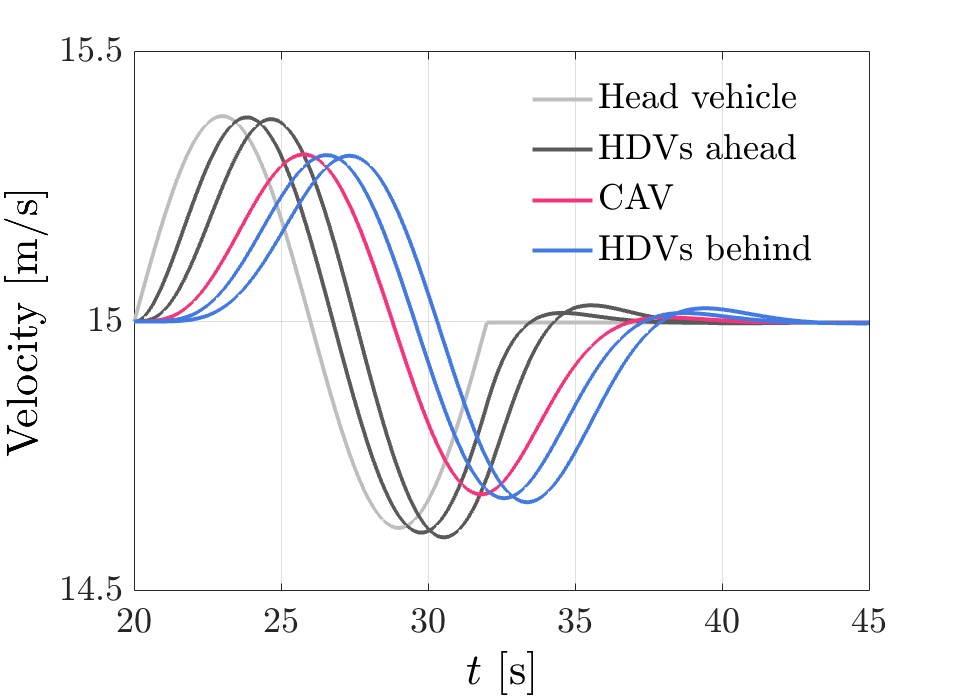 15.5
15
14.5
Velocity [m/s]
Head vehicle
HDVs ahead
CAV
HDVs behind
20 25 30 35 40 45
t [s]